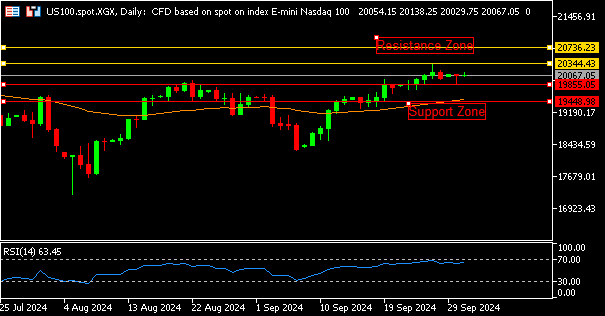 US100.spot.XGX, Daily: CFD based on spot on index E-mini Nasdaq 100 20054.15 20138.25 20029.75 20067.05 0
21456.91
Resistance Zone
20736.23
20344.43
20067.05
19190.17
Support Zone
18434.59
17679.01
16923.43
RSI(14) 63.45
100.00
70.00
30.00
0.00
25 Jul 2024 4 Aug 2024 13 Aug 2024 22 Aug 2024 1 Sep 2024 10 Sep 2024 19 Sep 2024 29 Sep 2024